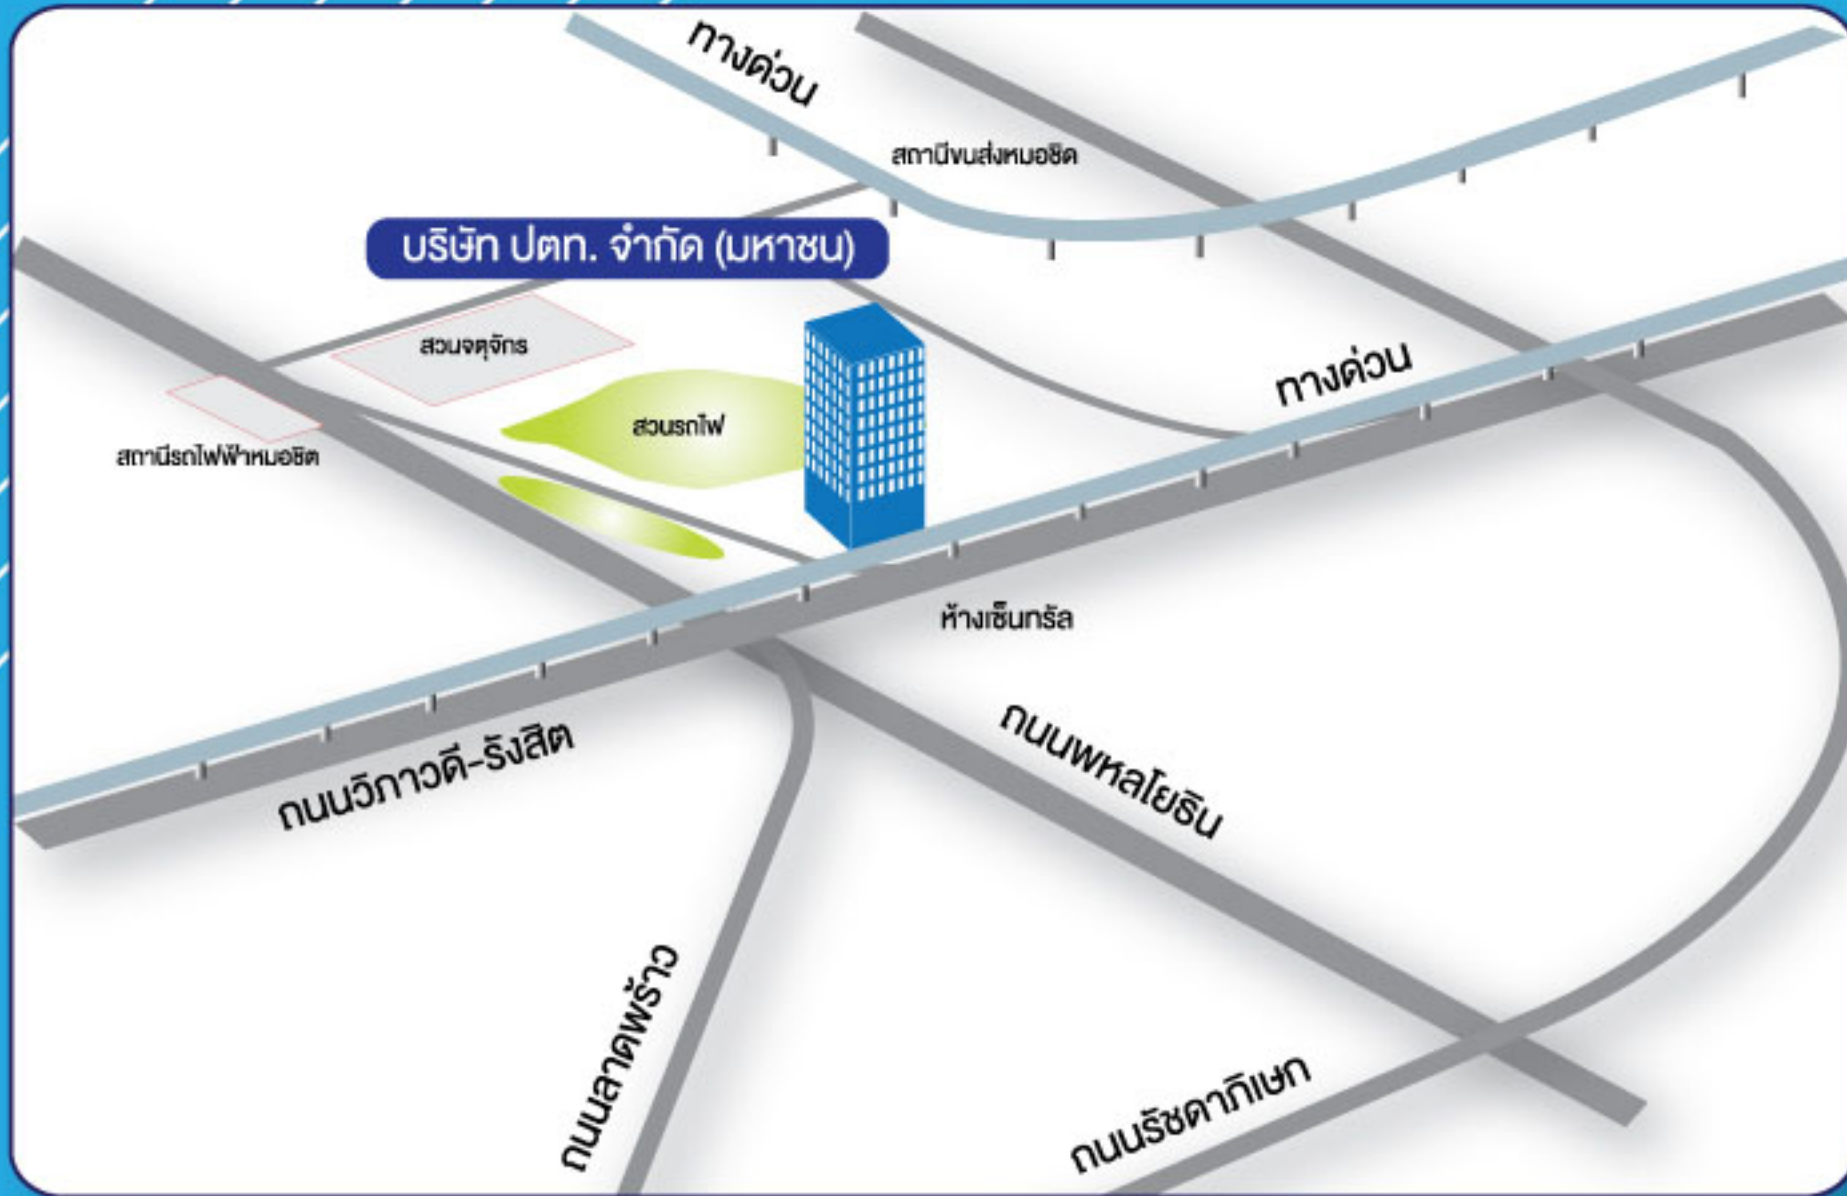 ทางด่วน
สถานีขนส่งหมอชิต
บริษัท ปตท. จำกัด (มหาชน)
สวนจตุจักร
ทางด่วน
สวนรถไฟ
สถานีรถไฟฟ้าหมอชิต
ห้างเซ็นทรัล
ถนนวิภาวดี-รังสิต
ถนนพหลโยธิน
ถนนลาดพร้าว
ถนนรัชดาภิเษก